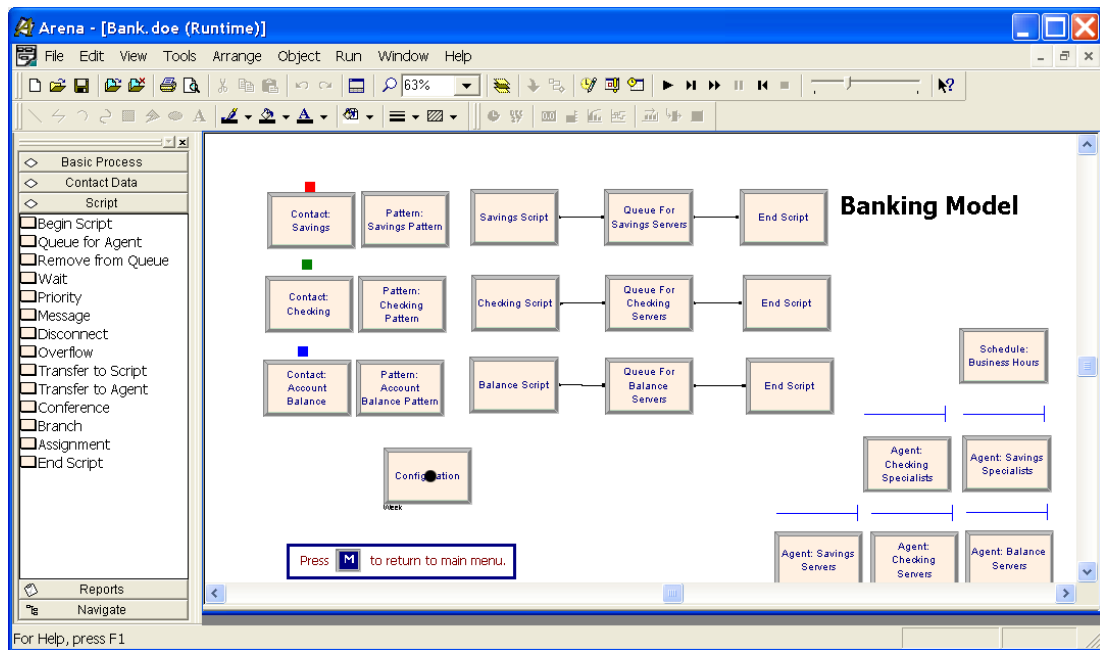 Arena - [Bank.doe (Runtime)]
File Edit View Tools Arrange Object Run Window Help
63%
A A
0.0
Basic Process
Contact Data
Script
Begin Script
Queue for Agent
Remove from Queue
Wait
Priority
Message
Disconnect
Overflow
Transfer to Script
Transfer to Agent
Conference
Branch
Assignment
End Script
Reports
Navigate
Banking Model
Contact:
Savings
Pattern:
Savings Pattern
Savings Script
Queue For
Savings Servers
End Script
Contact:
Checking
Pattern:
Checking
Pattern
Checking Script
Queue For
Checking
Servers
End Script
Contact:
Account
Balance
Pattern:
Account
Balance Pattern
Balance Script
Queue For
Balance
Servers
End Script
Schedule:
Business Hours
Agent:
Checking
Specialists
Agent: Savings
Specialists
Configuration
Week
Agent: Savings
Servers
Agent:
Checking
Servers
Agent: Balance
Servers
Press M to return to main menu.
For Help, press F1